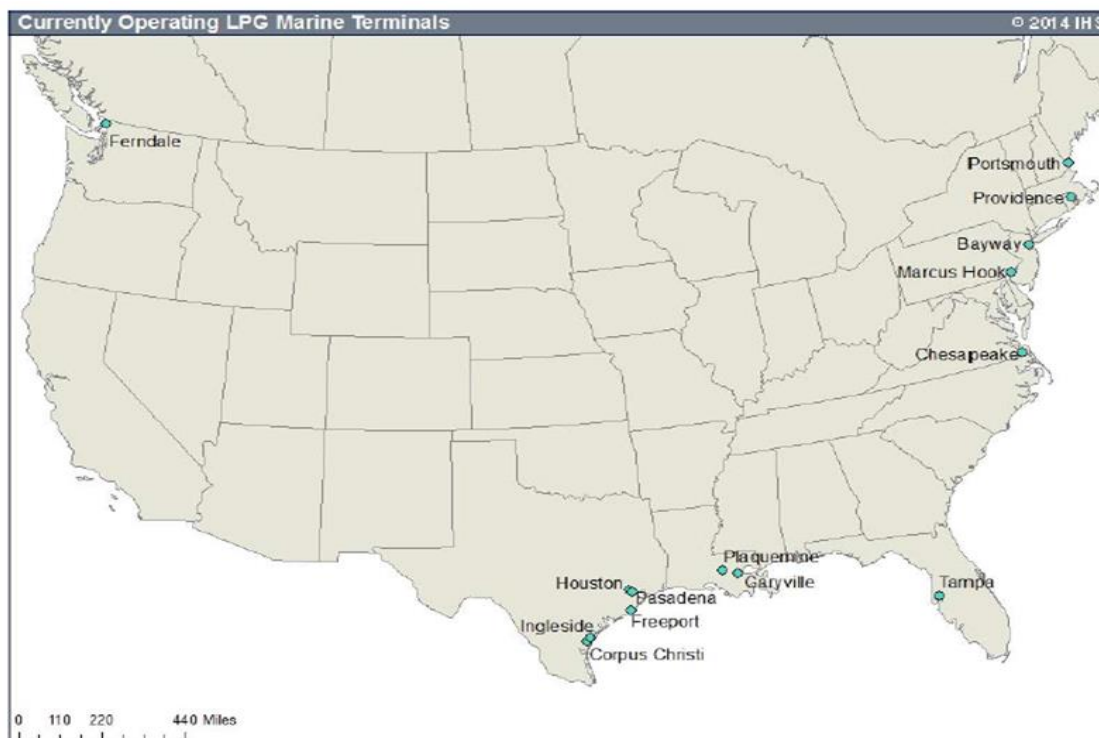 Currently Operating LPG Marine Terminals
© 2014 IHS
Ferndale
Portsmouth
Providence
Bayway
Marcus Hook
Chesapeake
Plaquemine
Garyville
Houston
Pasadena
Tampa
Freeport
Ingleside
Corpus Christi
0 110 220 440 Miles